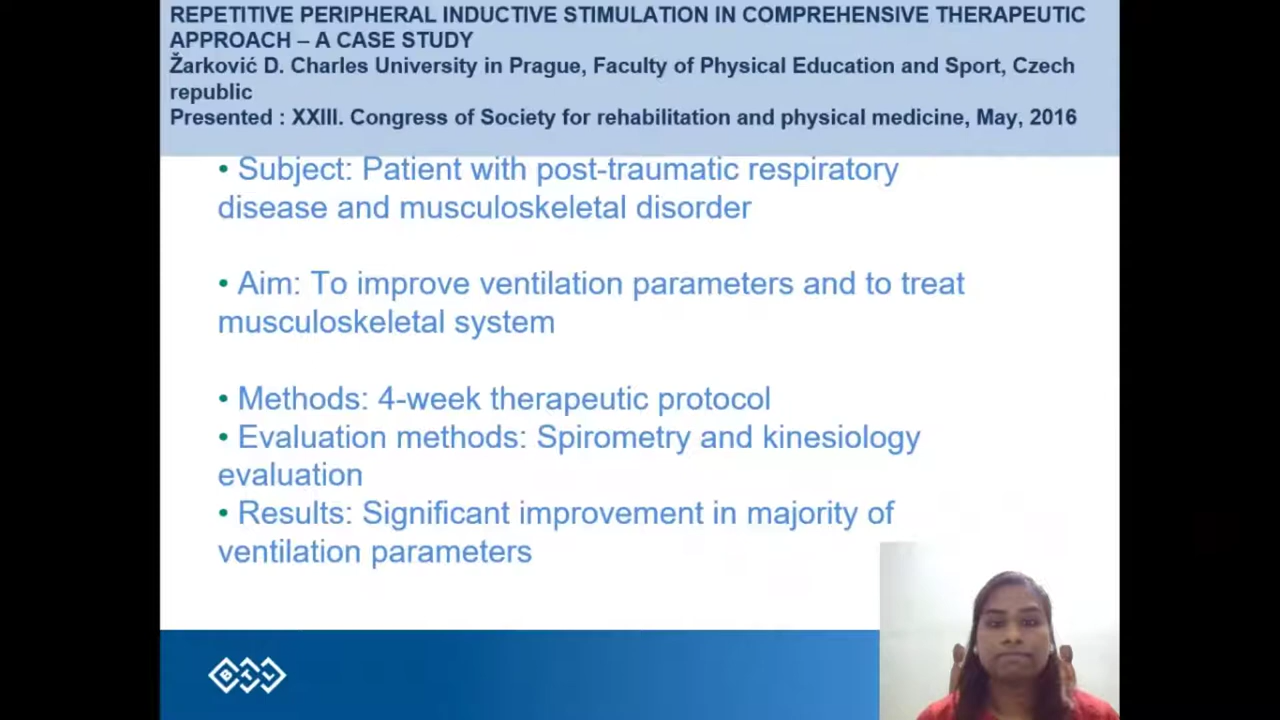 REPETITIVE PERIPHERAL INDUCTIVE STIMULATION IN COMPREHENSIVE THERAPEUTIC
APPROACH – A CASE STUDY
Žarković D. Charles University in Prague, Faculty of Physical Education and Sport, Czech
republic
Presented : XXIII. Congress of Society for rehabilitation and physical medicine, May, 2016
• Subject: Patient with post-traumatic respiratory
disease and musculoskeletal disorder
• Aim: To improve ventilation parameters and to treat
musculoskeletal system
• Methods: 4-week therapeutic protocol
• Evaluation methods: Spirometry and kinesiology
evaluation
• Results: Significant improvement in majority of
ventilation parameters
BTL